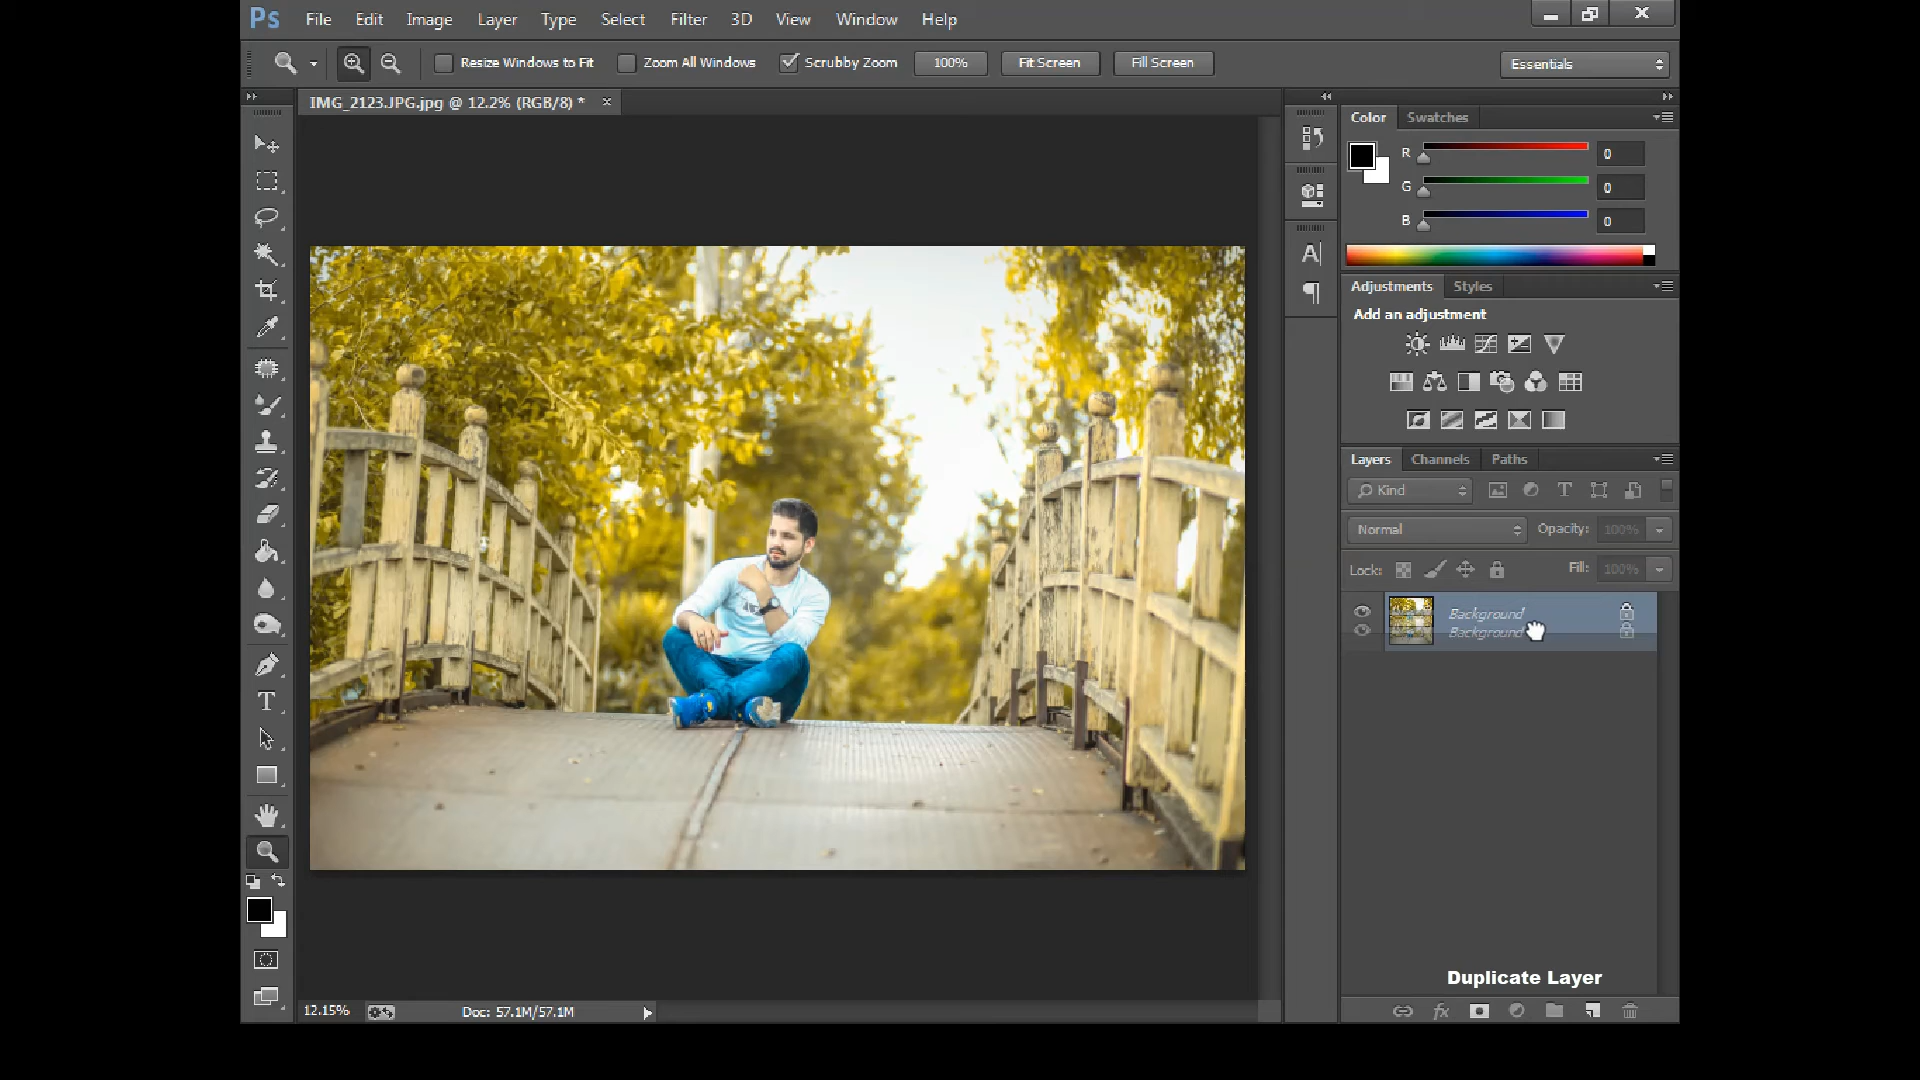 Ps File Edit Image Layer Type Select Filter 3D View Window Help
Resize Windows to Fit Zoom All Windows Scrubby Zoom 100% Fit Screen Fill Screen Essentials
IMG_2123.JPG.jpg @ 12.2% (RGB/8) *
Color Swatches
R 0
G 0
B 0
Adjustments Styles
Add an adjustment
Layers Channels Paths
Kind
Normal Opacity: 100%
Lock: Fill: 100%
Background
Background
Duplicate Layer
12.15% Doc: 57.1M/57.1M